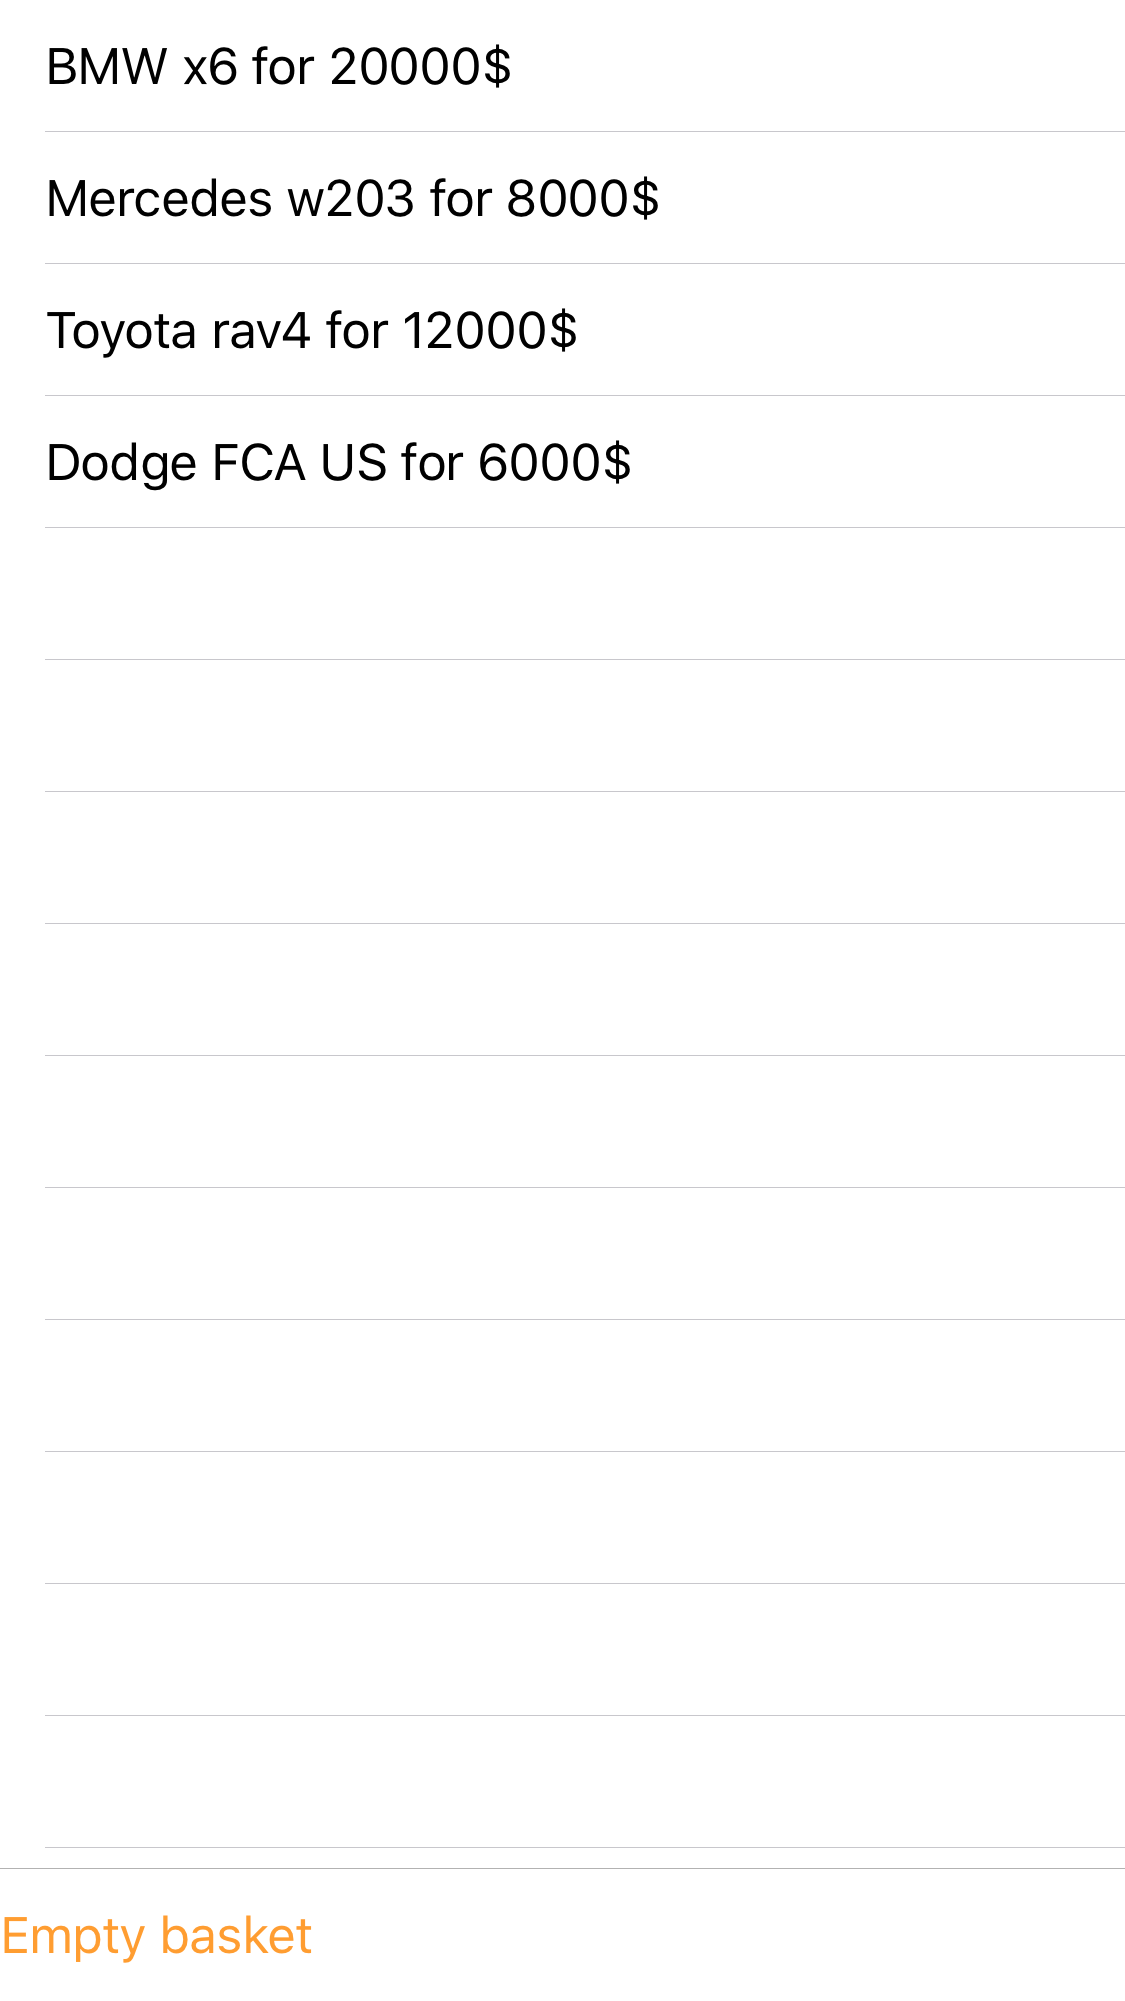 BMW x6 for 20000$
Mercedes w203 for 8000$
Toyota rav4 for 12000$
Dodge FCA US for 6000$
Empty basket